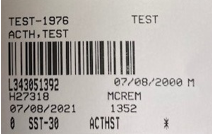 TEST-1976 TEST
ACTH,TEST
L343051392 07/08/2000 M
H27318 MCREM
07/08/2021 1352
0 SST-30 ACTHST *